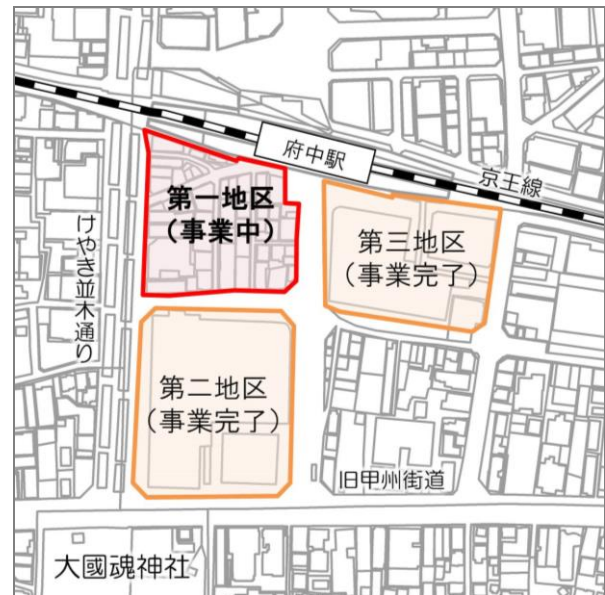 府中駅
京王線
第一地区
（事業中）
第三地区
（事業完了）
けやき並木通り
第二地区
（事業完了）
旧甲州街道
大國魂神社